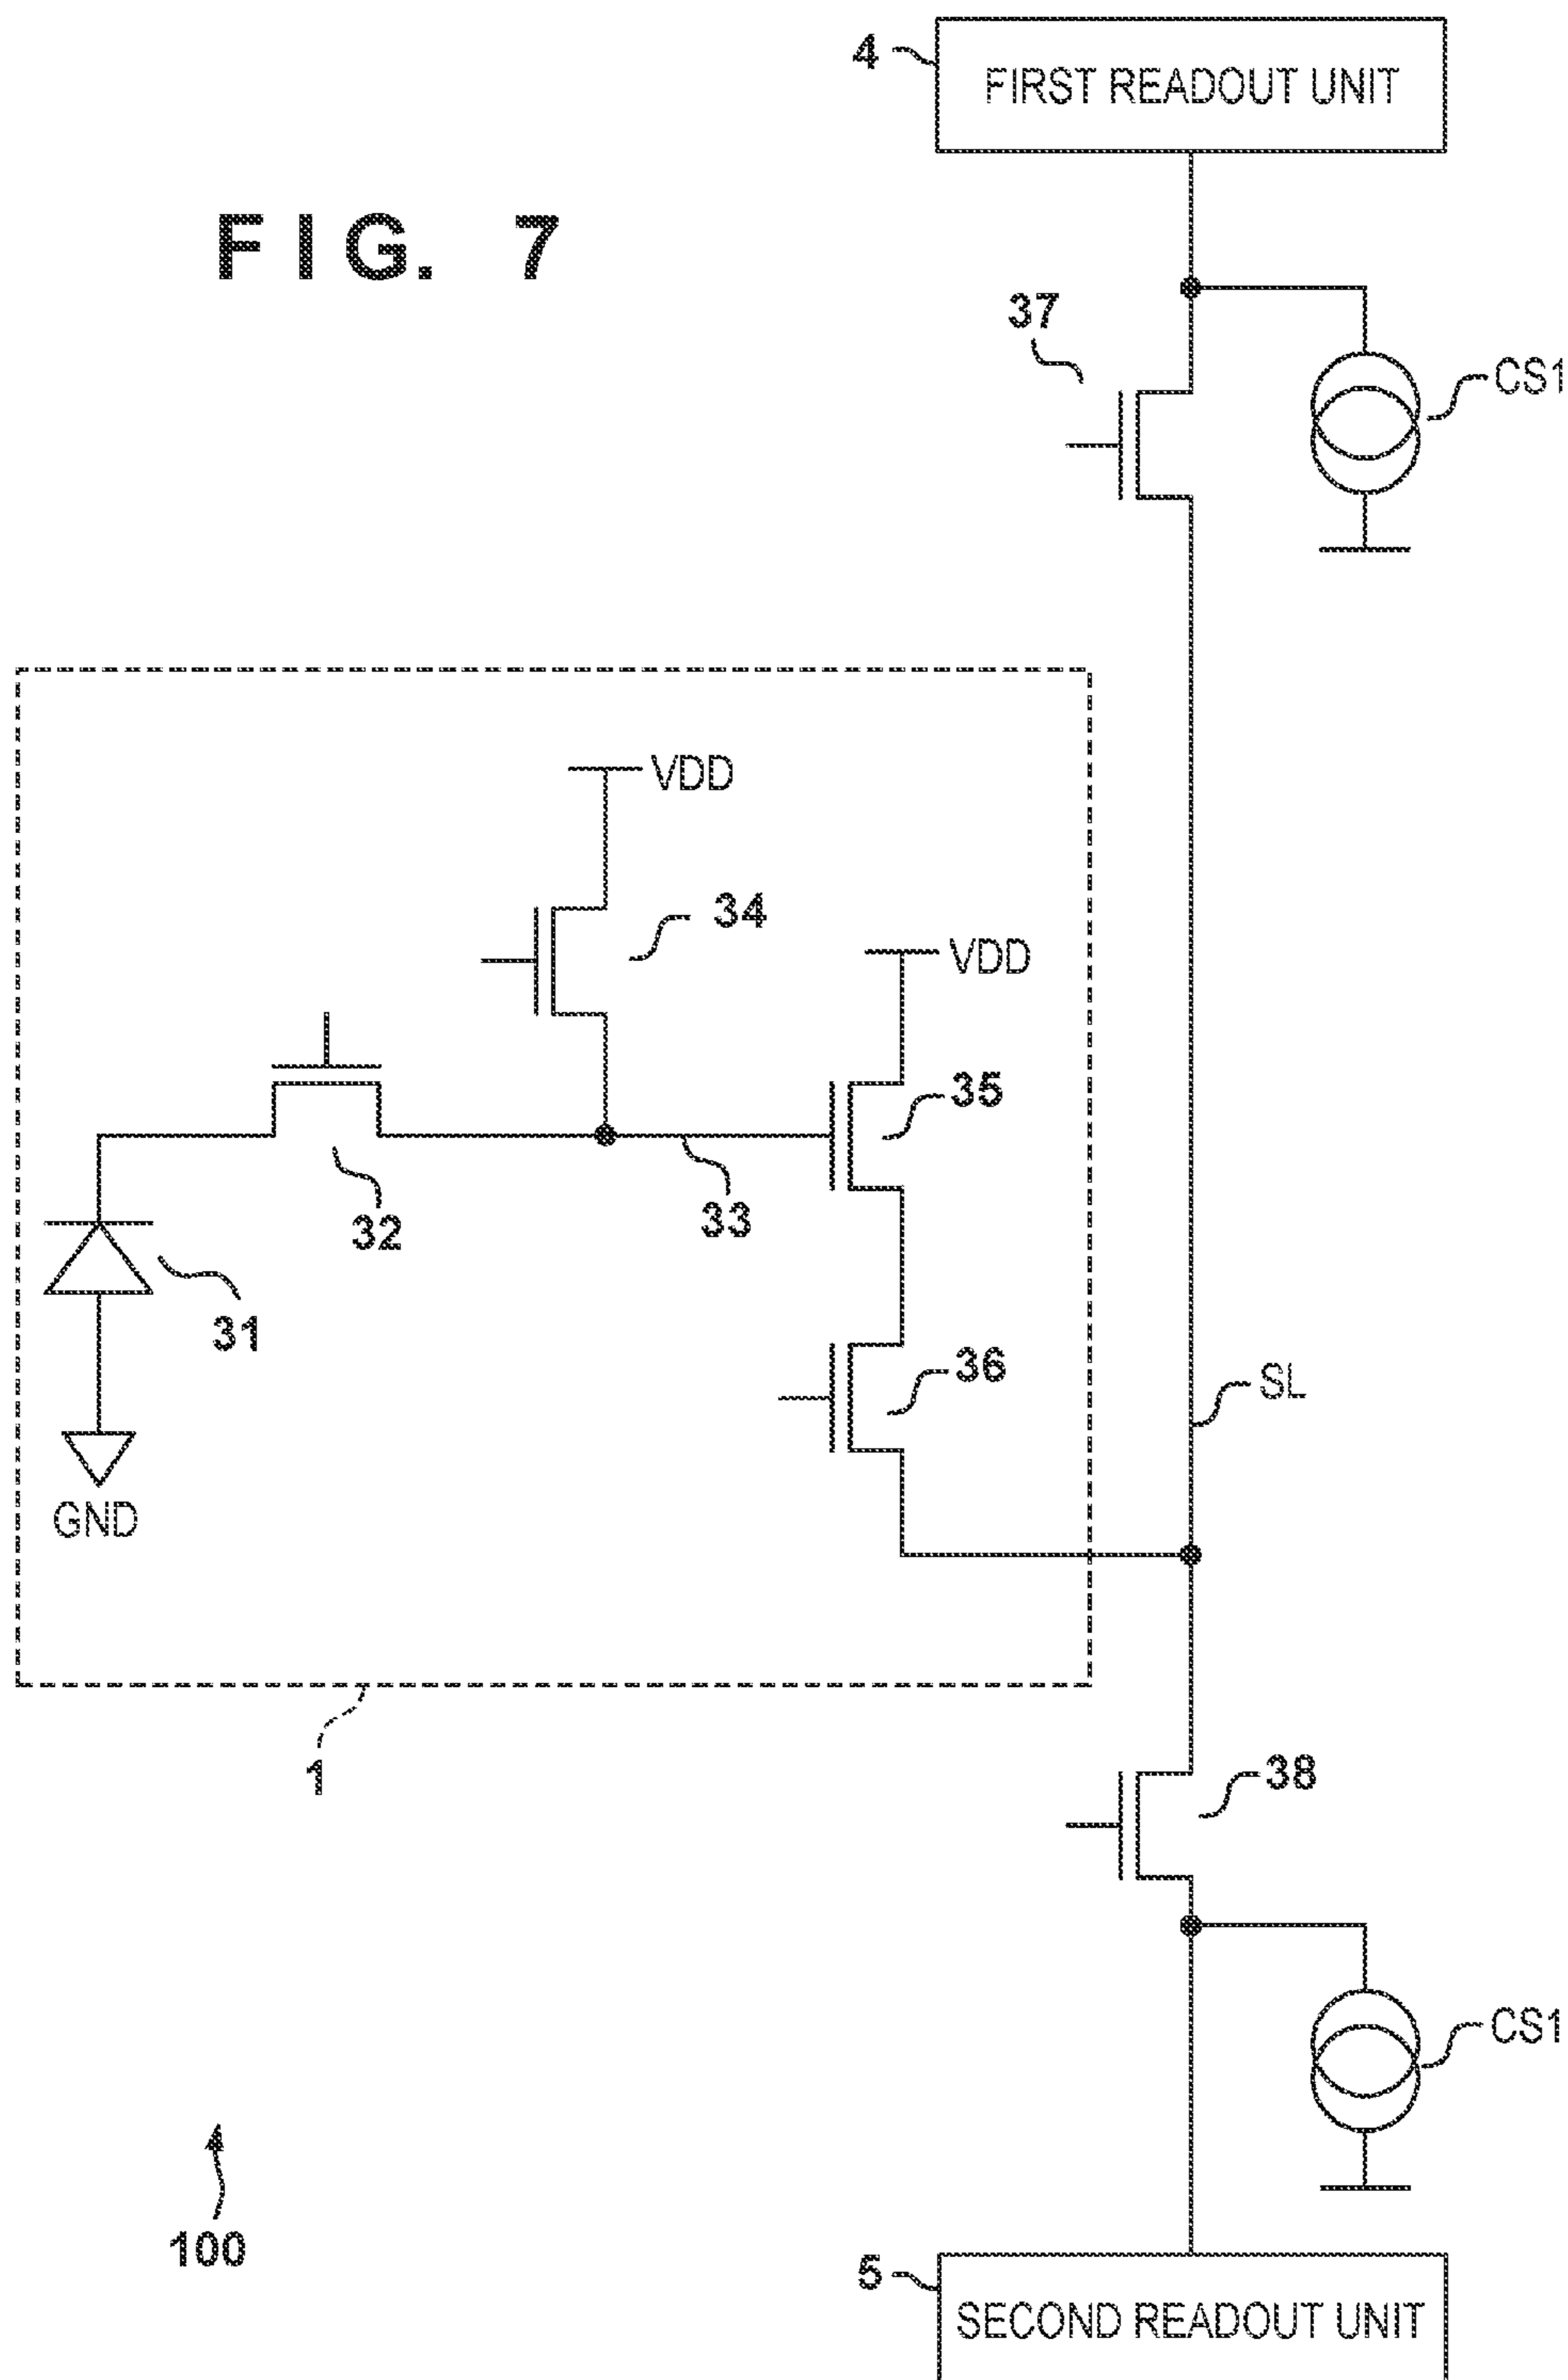 4
FIRST READOUT UNIT
FIG. 7
37
CS1
VDD
34
VDD
35
32
33
31
36
SL
GND
1
38
CS1
100
5
SECOND READOUT UNIT